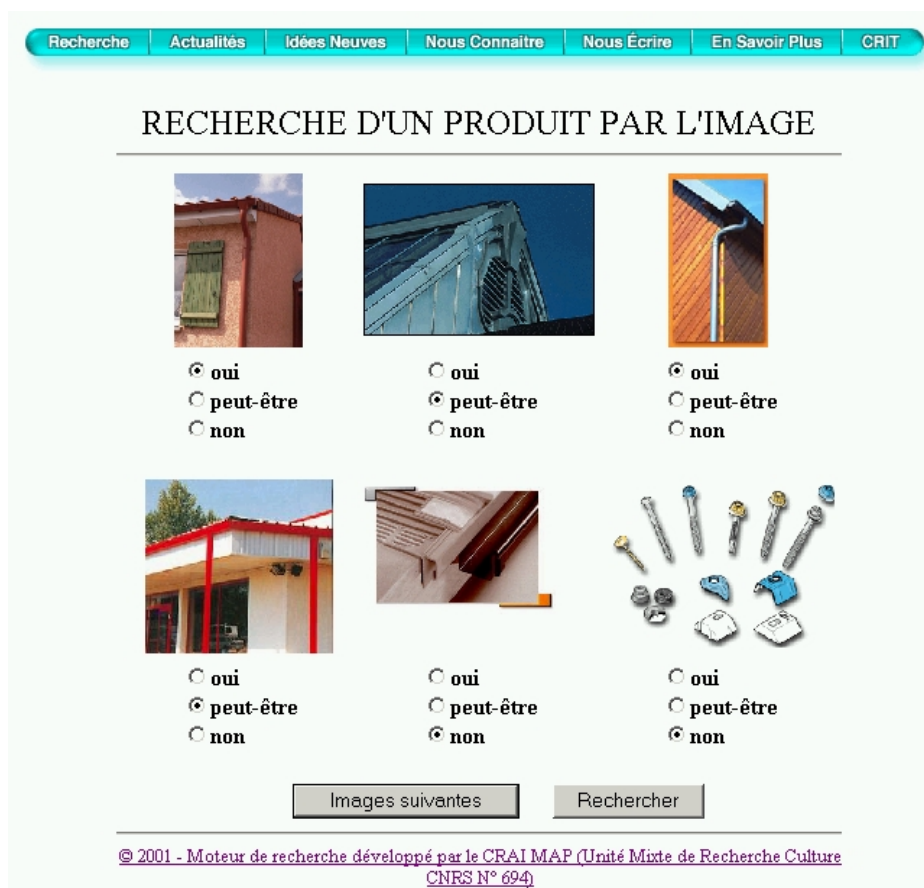 Recherche Actualités Idées Neuves Nous Connaitre Nous Écrire En Savoir Plus CRIT
RECHERCHE D'UN PRODUIT PAR L'IMAGE
oui oui oui
peut-être peut-être peut-être
non non non
oui oui oui
peut-être peut-être peut-être
non non non
Images suivantes Rechercher
© 2001 - Moteur de recherche développé par le CRAI MAP (Unité Mixte de Recherche Culture
CNRS N° 694)